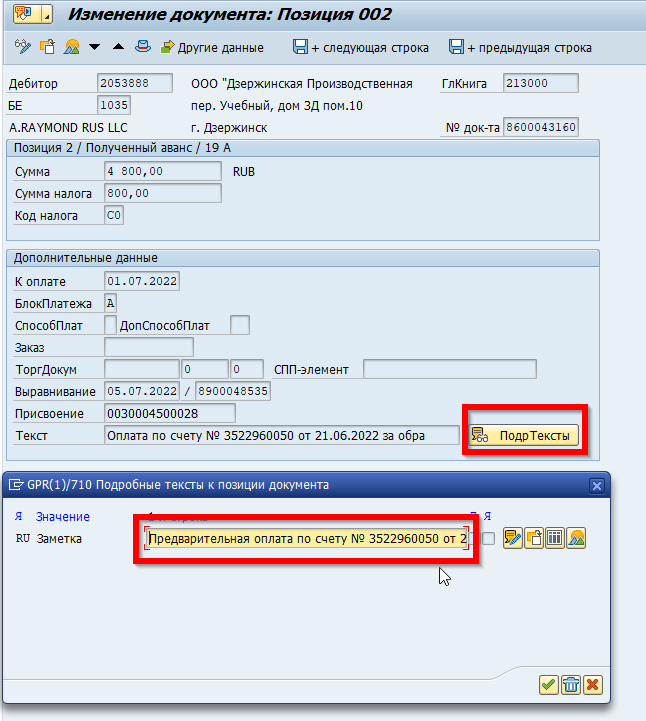 Изменение документа: Позиция 002
Другие данные + следующая строка + предыдущая строка
Дебитор 2053888 ООО "Дзержинская Производственная ГлКнига 213000
БЕ 1035 пер. Учебный, дом 3Д пом.10
A.RAYMOND RUS LLC г. Дзержинск № док-та 8600043160
Позиция 2 / Полученный аванс / 19 A
Сумма 4 800,00 RUB
Сумма налога 800,00
Код налога C0
Дополнительные данные
К оплате 01.07.2022
БлокПлатежа A
СпособПлат ДопСпособПлат
Заказ
ТоргДокум 0 0 СПП-элемент
Выравнивание 05.07.2022 / 8900048535
Присвоение 0030004500028
Текст Оплата по счету № 3522960050 от 21.06.2022 за обра ПодрТексты
GPR(1)/710 Подробные тексты к позиции документа
Я Значение Я
RU Заметка Предварительная оплата по счету № 3522960050 от 2